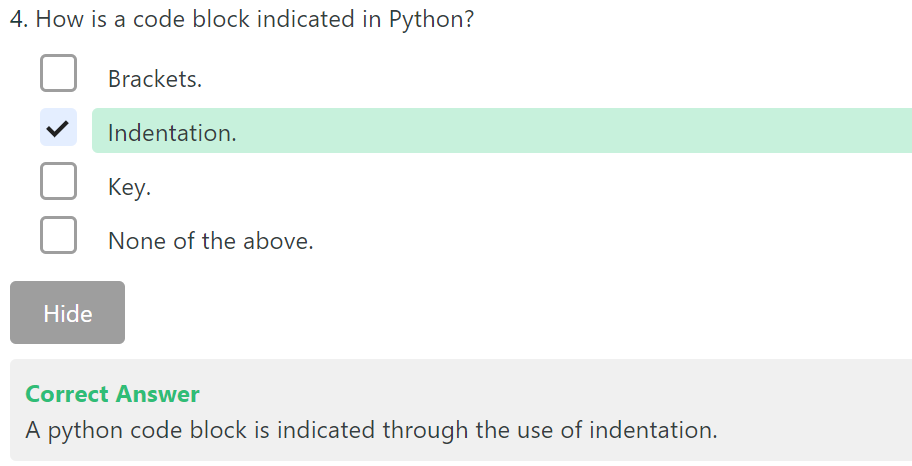 4. How is a code block indicated in Python?
Brackets.
Indentation.
Key.
None of the above.
Hide
Correct Answer
A python code block is indicated through the use of indentation.